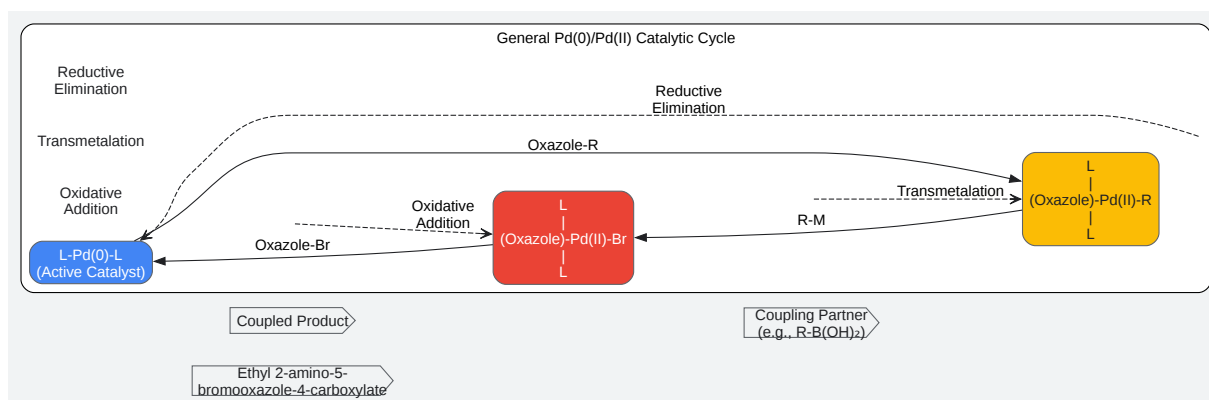 General Pd(0)/Pd(II) Catalytic Cycle
Reductive
Elimination
Transmetalation
Oxidative
Addition
L-Pd(0)-L
(Active Catalyst)
Reductive
Elimination
Oxazole-R
Oxidative
Addition
Oxazole-Br
L
|
(Oxazole)-Pd(II)-Br
|
L
Transmetalation
R-M
L
|
(Oxazole)-Pd(II)-R
|
L
Coupled Product
Coupling Partner
(e.g., R-B(OH)₂)
Ethyl 2-amino-5-
bromooxazole-4-carboxylate